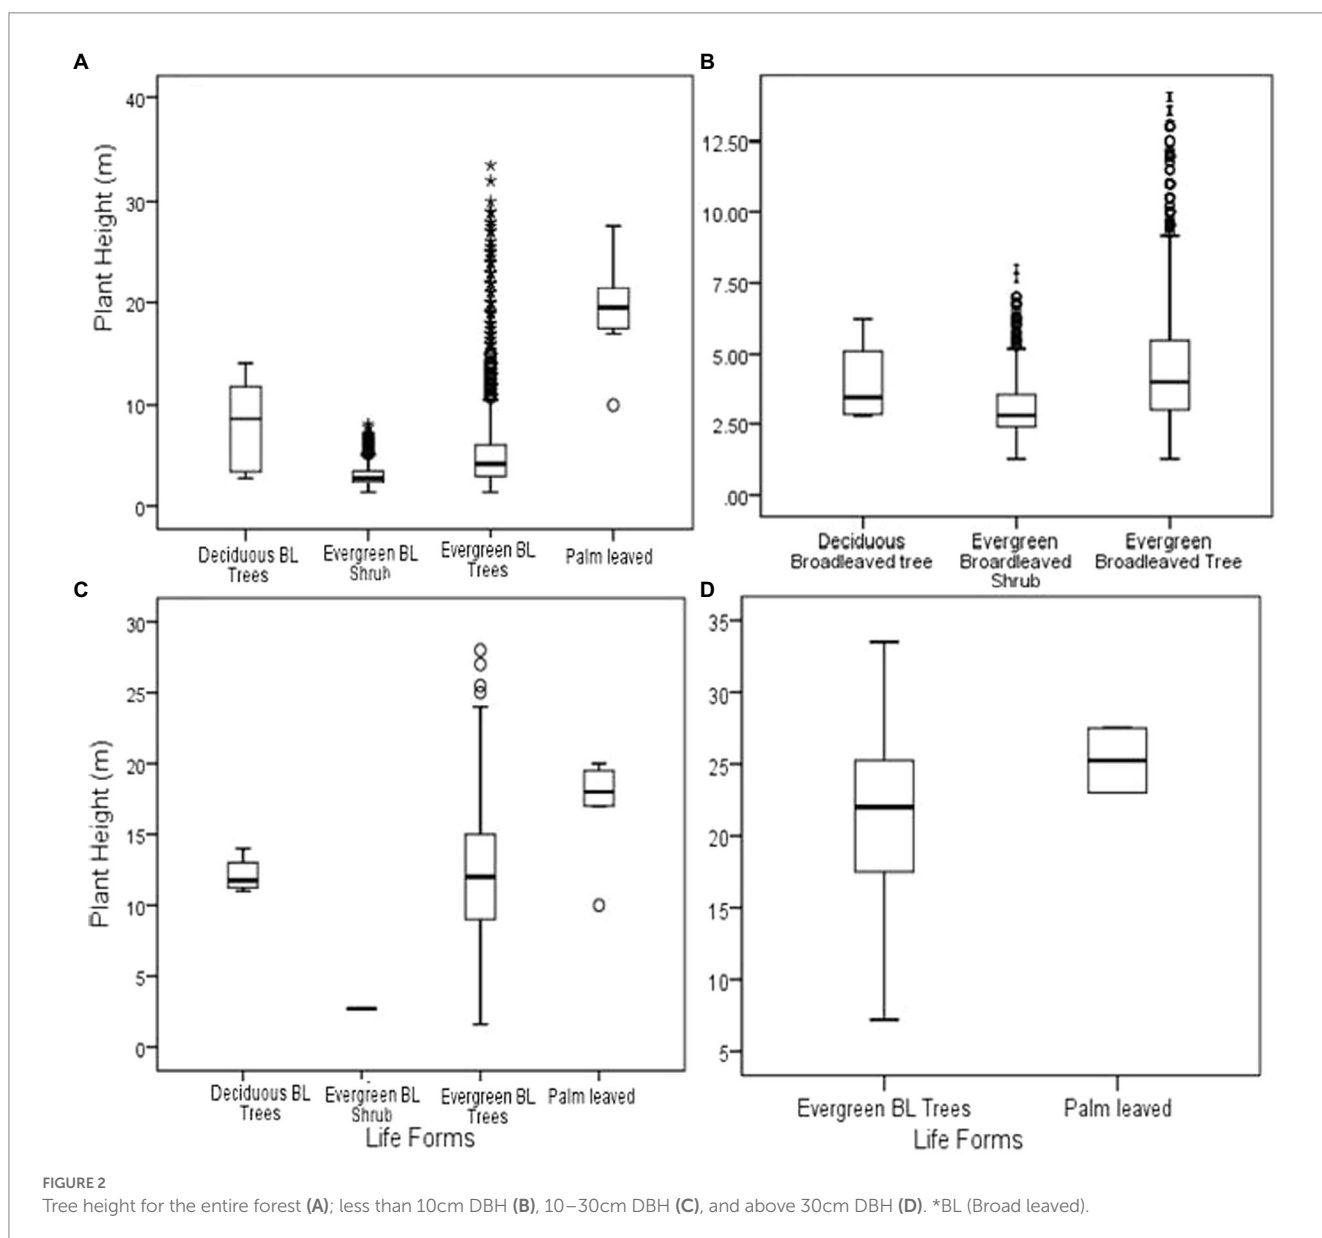 A
B
40
30
20
10
0
Plant Height (m)
Deciduous BL
Trees
Evergreen BL
Shrub
Evergreen BL
Trees
Palm leaved
12.50
10.00
7.50
5.00
2.50
.00
Deciduous
Broadleaved tree
Evergreen
Broardleaved
Shrub
Evergreen
Broadleaved Tree
C
D
30
25
20
15
10
5
0
Plant Height (m)
Deciduous BL
Trees
Evergreen BL
Shrub
Evergreen BL
Trees
Palm leaved
Life Forms
35
30
25
20
15
10
5
Evergreen BL Trees
Palm leaved
Life Forms
FIGURE 2
Tree height for the entire forest (A); less than 10cm DBH (B), 10–30cm DBH (C), and above 30cm DBH (D). *BL (Broad leaved).